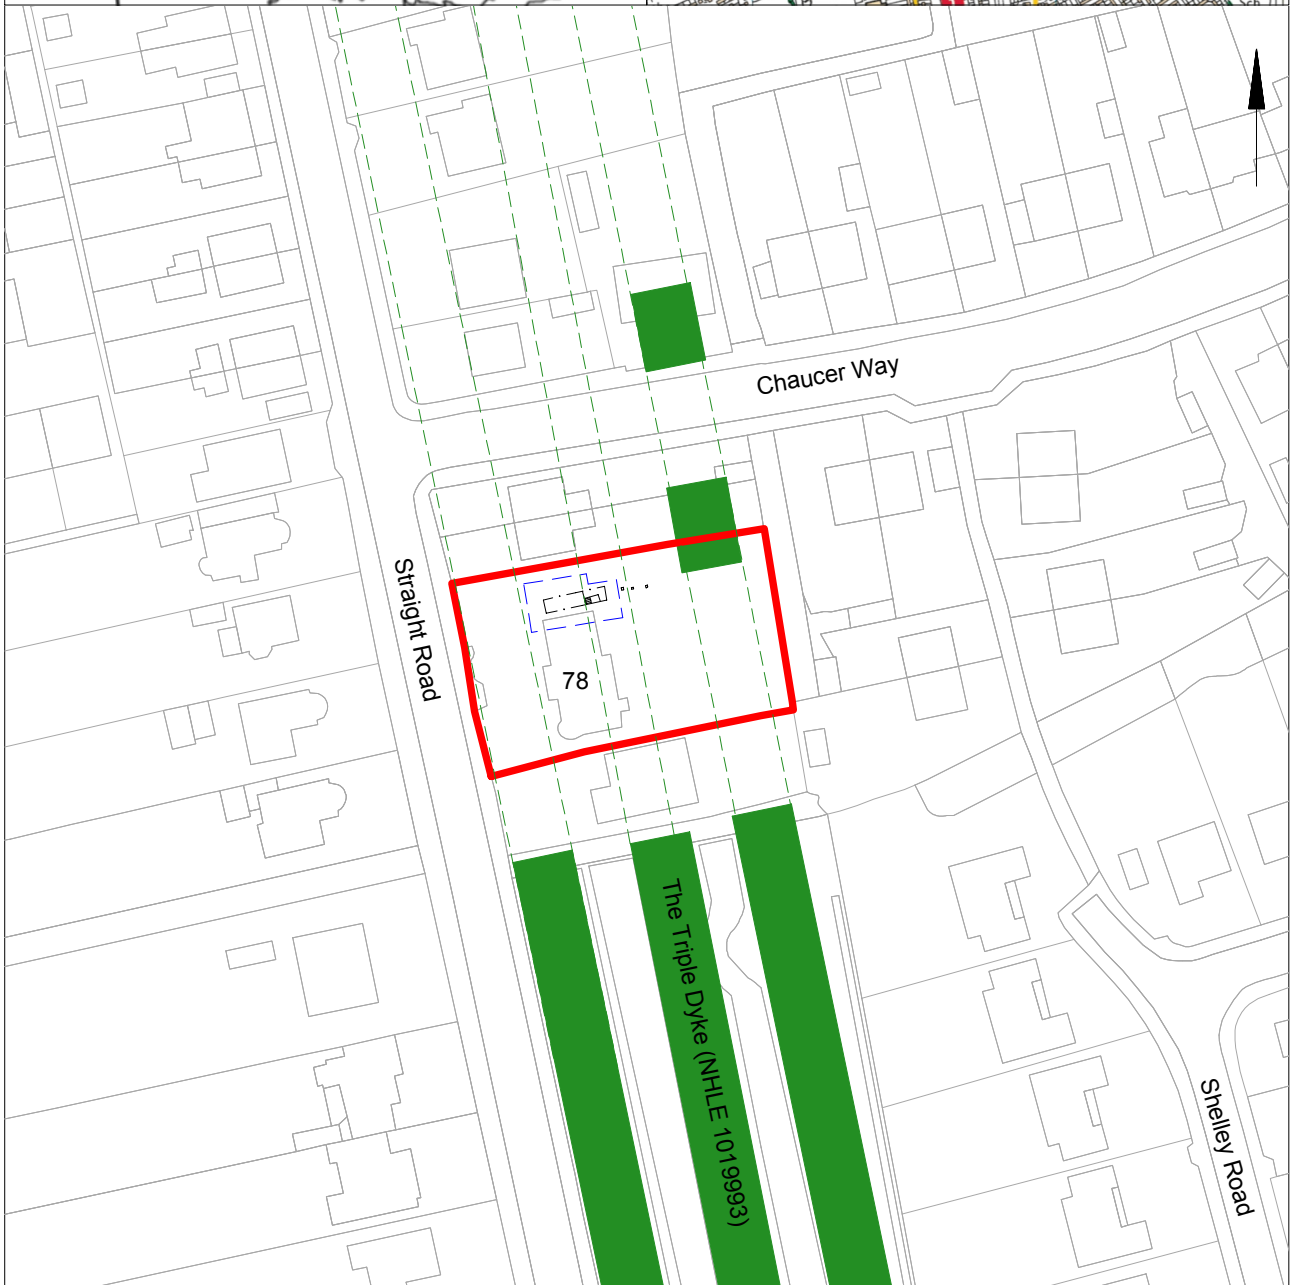 Chaucer Way
Straight Road
78
The Triple Dyke (NHLE 1019993)
Shelley Road